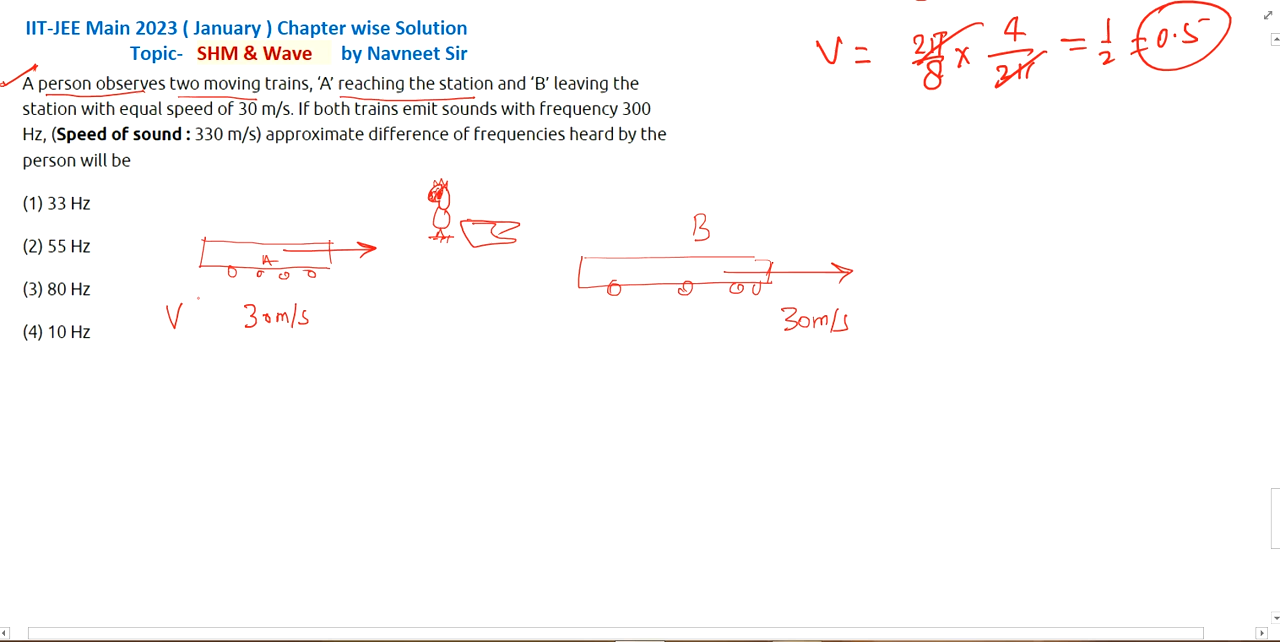 IIT-JEE Main 2023 ( January ) Chapter wise Solution
Topic- SHM & Wave by Navneet Sir
A person observes two moving trains, ‘A’ reaching the station and ‘B’ leaving the
station with equal speed of 30 m/s. If both trains emit sounds with frequency 300
Hz, (Speed of sound : 330 m/s) approximate difference of frequencies heard by the
person will be
(1) 33 Hz
(2) 55 Hz
(3) 80 Hz
(4) 10 Hz
V = 2π/8 × 4/2π = 1/2 = 0.5
A
B
V 30m/s
30m/s